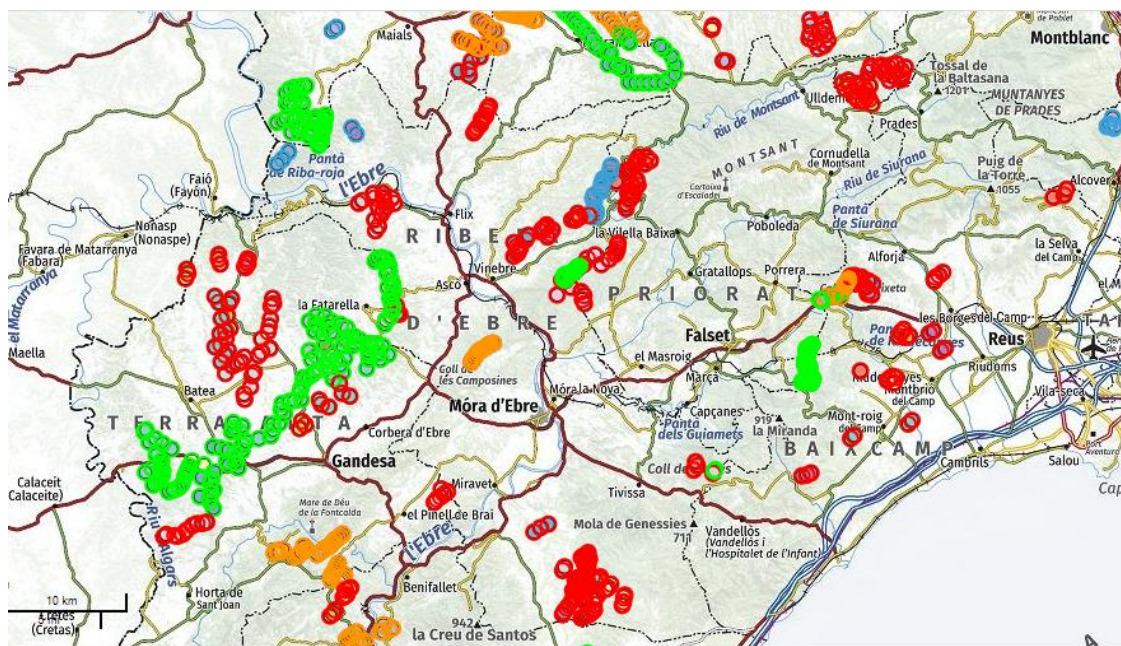 Maials
Montblanc
de Poblet
Tossal de
la Baltasana
1201
MUNTANYES
DE PRADES
Prades
Riu de Montsant
MONTSANT
Cornudella
de Montsant
Riu de Siurana
Puig de
la Torre
1055
Alcover
Pantà
de Riba-roja
l'Ebre
Cartoixa
d'Escaladei
Faió
(Fayón)
Flix
Nonasp
(Nonaspe)
Pantà
de Siurana
Poboleda
la Vilella Baixa
la Selva
del Camp
Favara de Matarranya
(Fabara)
Alforja
Vinebre
Gratallops
Porrera
Ascó
el Matarranya
la Fatarella
PRIORAT
D'EBRE
les Borges del Camp
Reus
Maella
Falset
el Masroig
Marçà
Coll de
les Camposines
Riudoms
Batea
Móra la Nova
Móra d'Ebre
Montbrió
del Camp
Vila-seca
Capçanes
919
la Miranda
Pantà
dels Guiamets
Corbera d'Ebre
BAIX CAMP
Port
Aventura
Cambrils
Salou
Gandesa
Calaceit
(Calaceite)
Miravet
Tivissa
Mare de Déu
de la Fontcalda
el Pinell de Brai
Mola de Genessies
711
Vandellòs
(Vandellòs i
l'Hospitalet de l'Infant)
l'Ebre
Riu Algars
Benifallet
Horta de
Sant Joan
10 km
Cretes
(Cretas)
942
la Creu de Santos